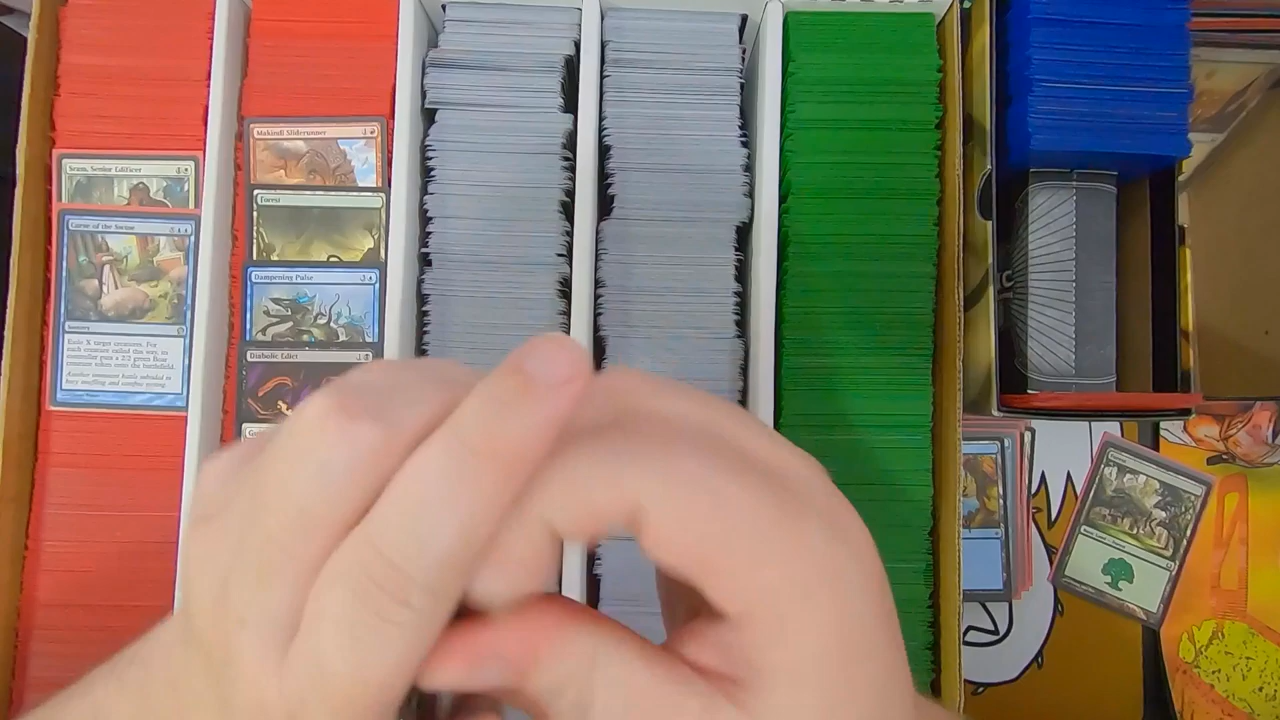 Makindi Sliderunner
Sram, Senior Edificer
Forest
Curse of the Swine
Dampening Pulse
Sorcery
Exile X target creatures. For
each creature exiled this way, its
controller puts a 2/2 green Boar
creature token onto the battlefield.
Diabolic Edict